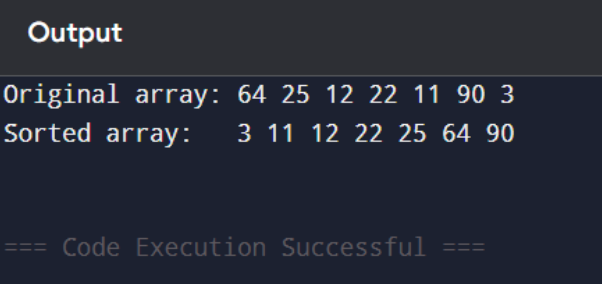 Output
Original array: 64 25 12 22 11 90 3
Sorted array:   3 11 12 22 25 64 90
=== Code Execution Successful ===